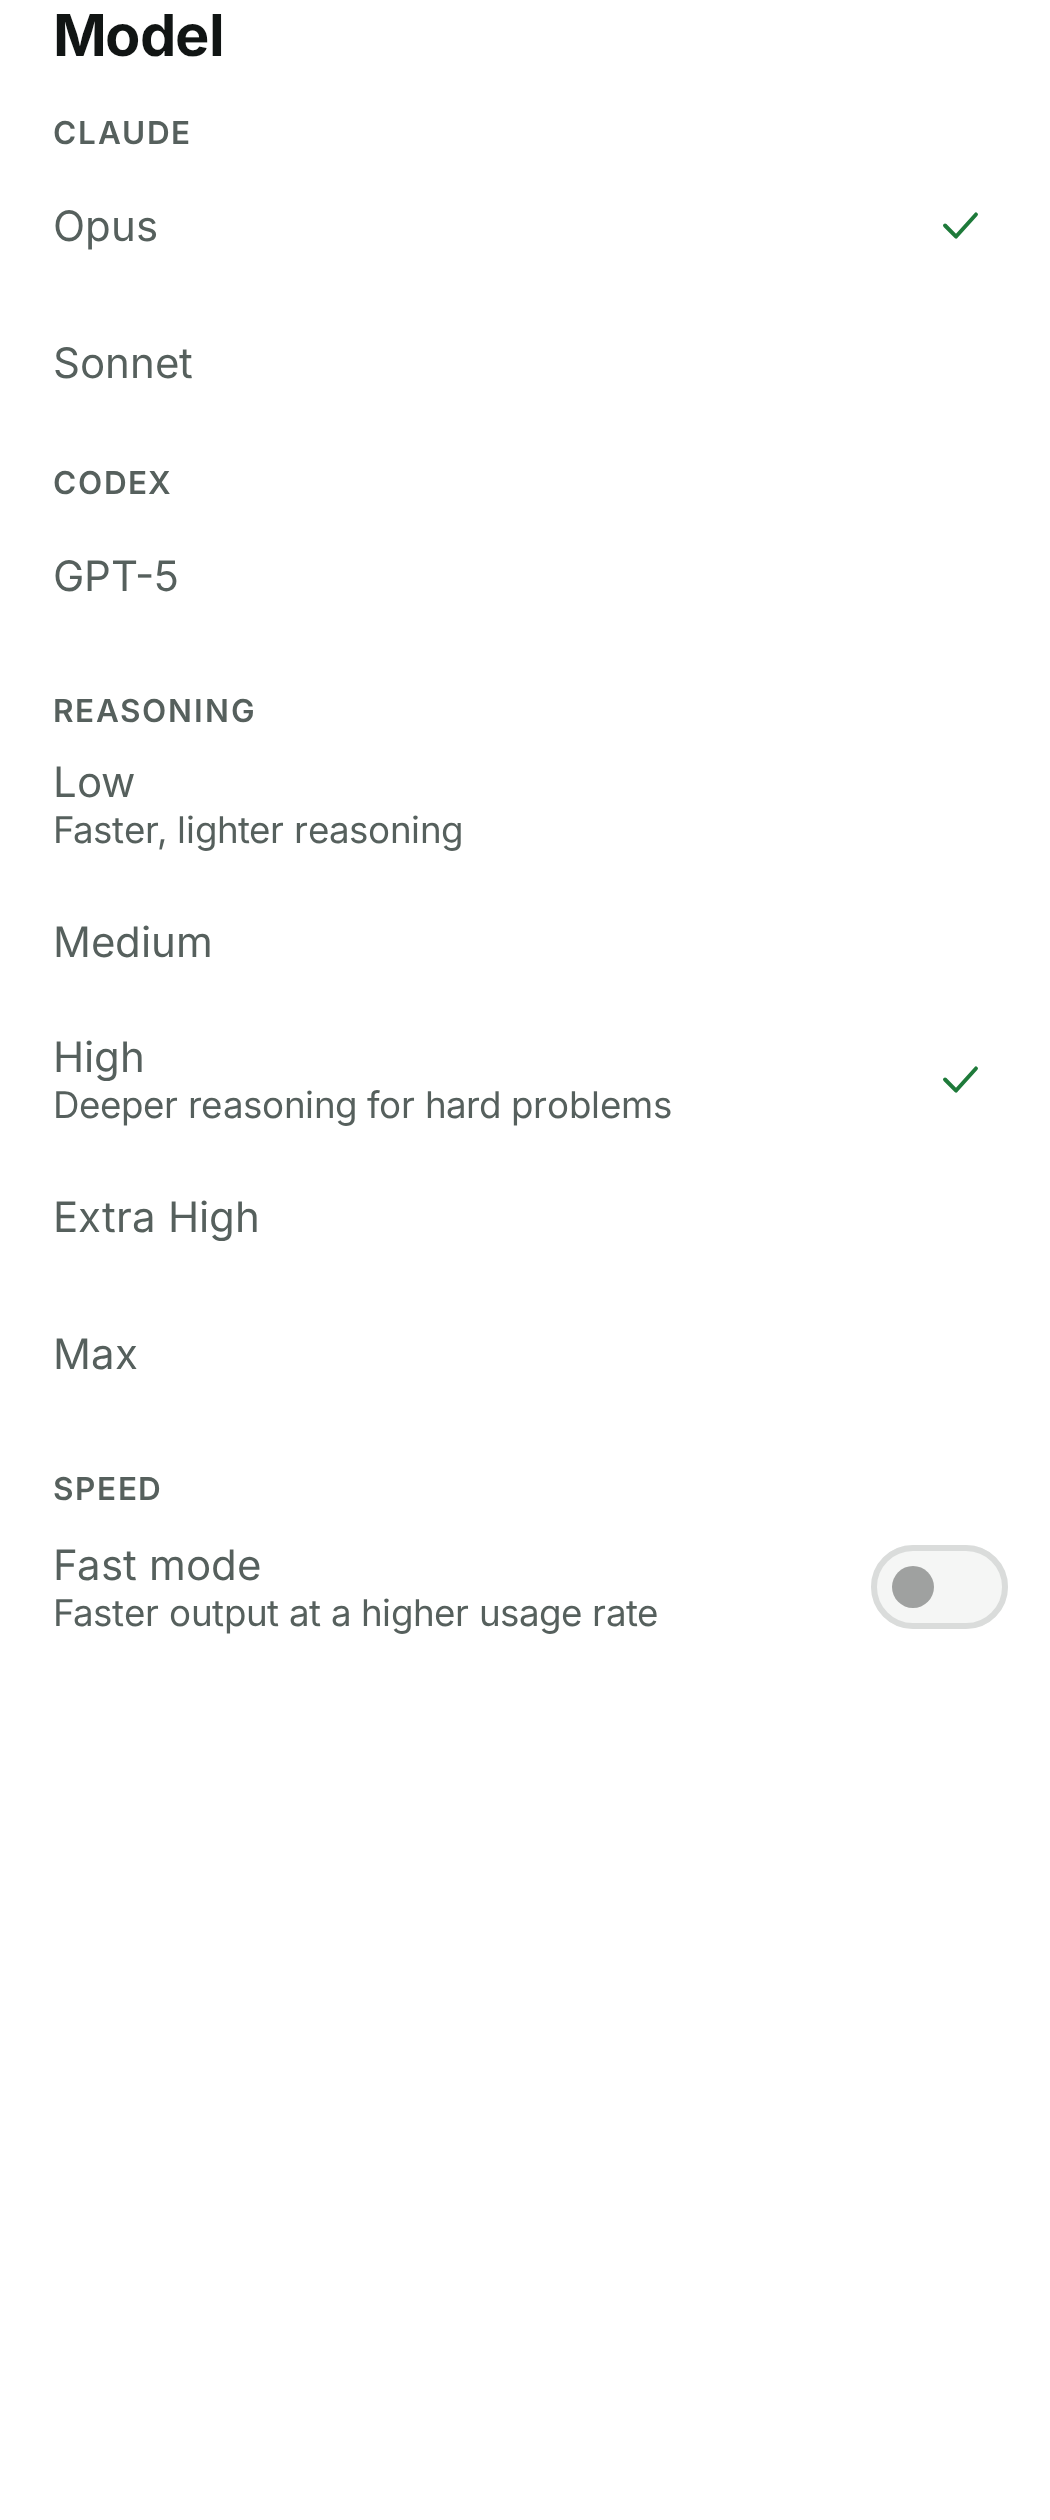 Model
CLAUDE
Opus
Sonnet
CODEX
GPT-5
REASONING
Low
Faster, lighter reasoning
Medium
High
Deeper reasoning for hard problems
Extra High
Max
SPEED
Fast mode
Faster output at a higher usage rate